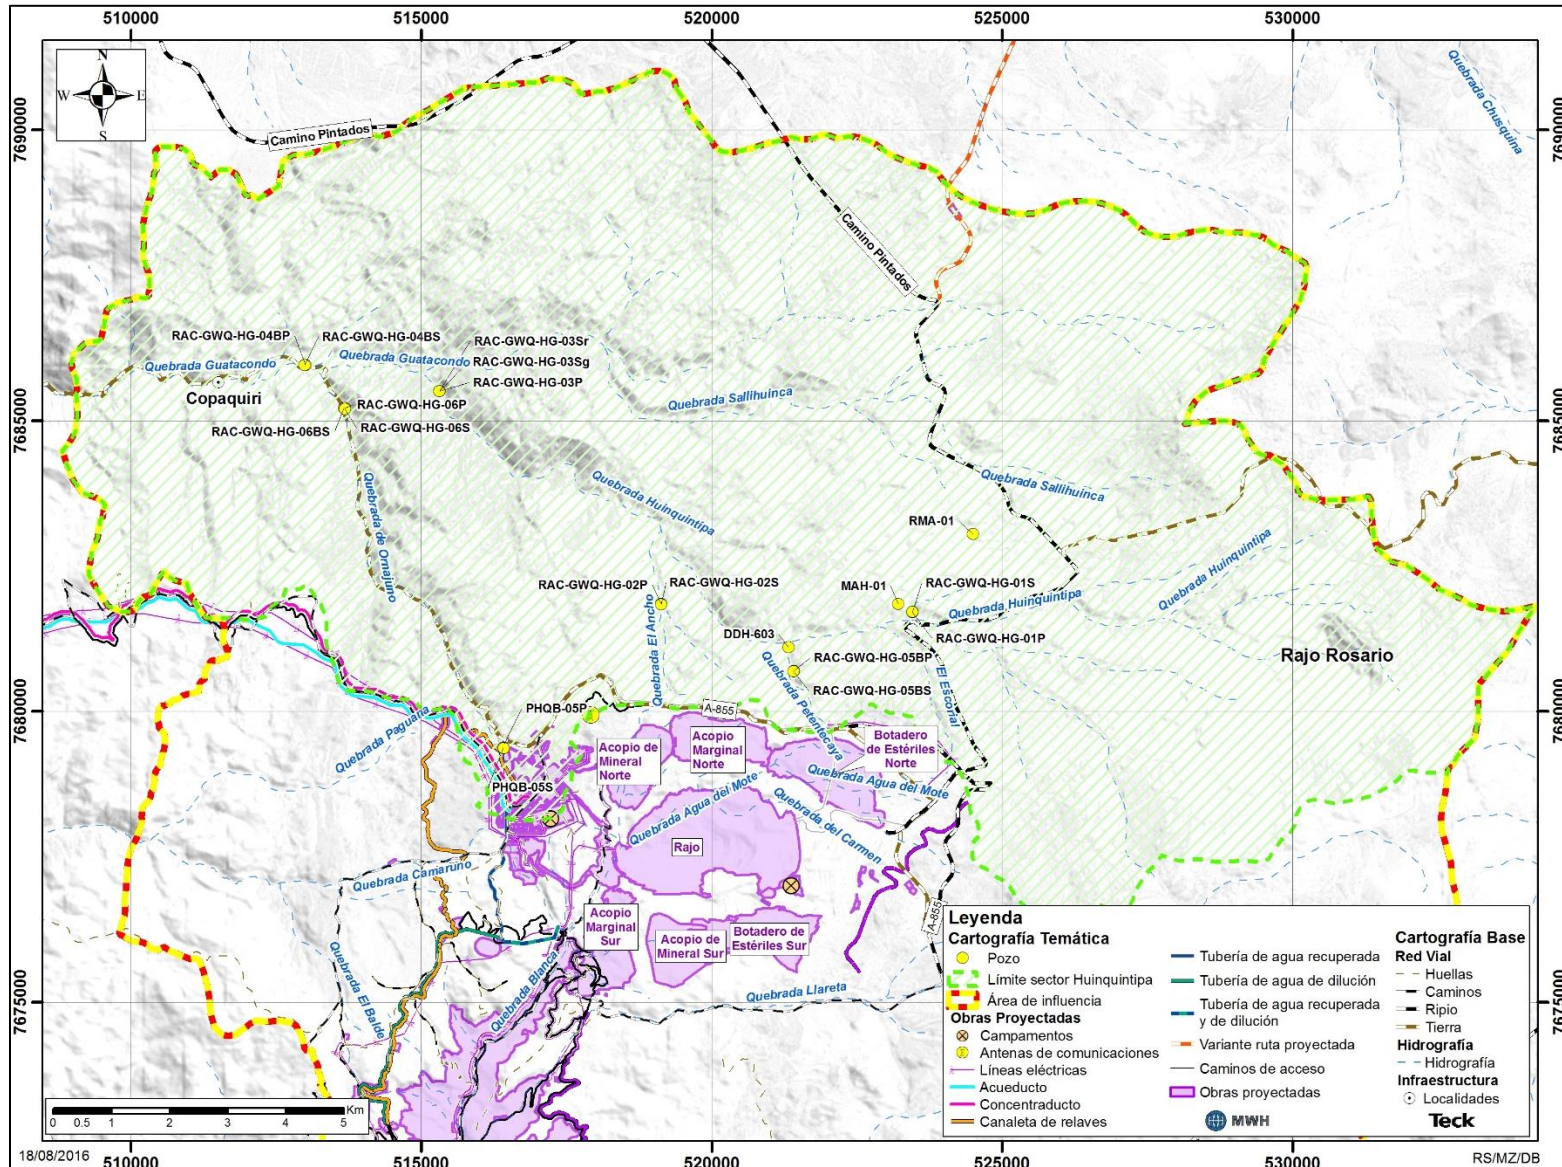 510000 515000 520000 525000 530000
N
W E
S
7690000 7690000
7685000 7685000
7680000 7680000
7675000 7675000
Camino Pintados
Quebrada Chusquina
Camino Pintados
RAC-GWQ-HG-04BP
RAC-GWQ-HG-04BS
RAC-GWQ-HG-03Sr
Quebrada Guatacondo
Quebrada Guatacondo
RAC-GWQ-HG-03Sg
RAC-GWQ-HG-03P
Copaquiri
RAC-GWQ-HG-06P
RAC-GWQ-HG-06BS
RAC-GWQ-HG-06S
Quebrada Sallihuinca
Quebrada Sallihuinca
Quebrada de Ornajuno
Quebrada Huinquintipa
RMA-01
Quebrada Huinquintipa
RAC-GWQ-HG-02P
RAC-GWQ-HG-02S
MAH-01
RAC-GWQ-HG-01S
Quebrada Huinquintipa
Quebrada El Ancho
DDH-603
RAC-GWQ-HG-01P
Rajo Rosario
RAC-GWQ-HG-05BP
RAC-GWQ-HG-05BS
Quebrada Petentecaya
El Escorial
Quebrada Paguana
PHQB-05P
A-855
Acopio de
Mineral
Norte
Acopio
Marginal
Norte
Botadero
de Estériles
Norte
PHQB-05S
Quebrada Agua del Mote
Quebrada Agua del Mote
Quebrada del Carmen
Rajo
Quebrada Camaruno
Acopio
Marginal
Sur
Acopio de
Mineral Sur
Botadero de
Estériles Sur
A-855
Quebrada El Balde
Quebrada Blanca
Quebrada Llareta
Leyenda
Cartografía Temática
Pozo
Límite sector Huinquintipa
Área de influencia
Obras Proyectadas
Campamentos
Antenas de comunicaciones
Líneas eléctricas
Acueducto
Concentraducto
Canaleta de relaves
Tubería de agua recuperada
Tubería de agua de dilución
Tubería de agua recuperada
y de dilución
Variante ruta proyectada
Caminos de acceso
Obras proyectadas
Cartografía Base
Red Vial
Huellas
Caminos
Ripio
Tierra
Hidrografía
Hidrografía
Infraestructura
Localidades
MWH
Teck
Km
0 0.5 1 2 3 4 5
18/08/2016
RS/MZ/DB
510000 515000 520000 525000 530000